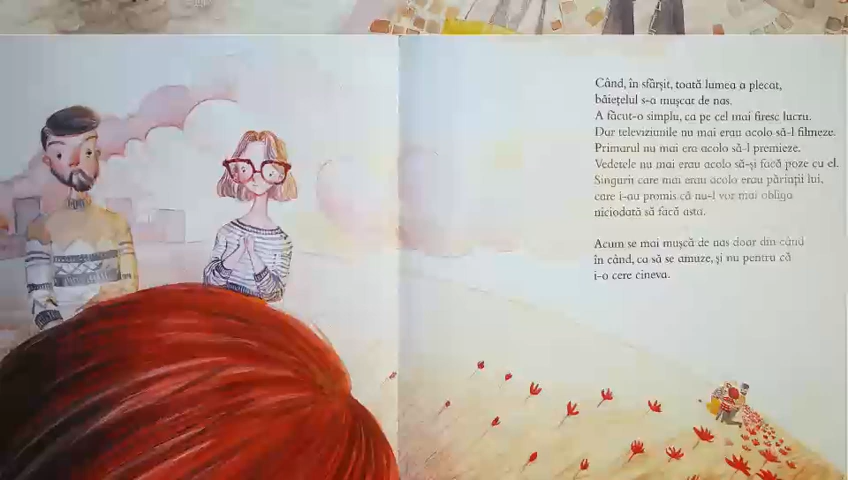 Când, în sfârșit, toată lumea a plecat,
băiețelul s-a mușcat de nas.
A făcut-o simplu, ca pe cel mai firesc lucru.
Dar televiziunile nu mai erau acolo să-l filmeze.
Primarul nu mai era acolo să-l premieze.
Vedetele nu mai erau acolo să-și facă poze cu el.
Singurii care mai erau acolo erau părinții lui,
care i-au promis că nu-l vor mai obliga
niciodată să facă asta.
Acum se mai mușcă de nas doar din când
în când, ca să se amuze, și nu pentru că
i-o cere cineva.